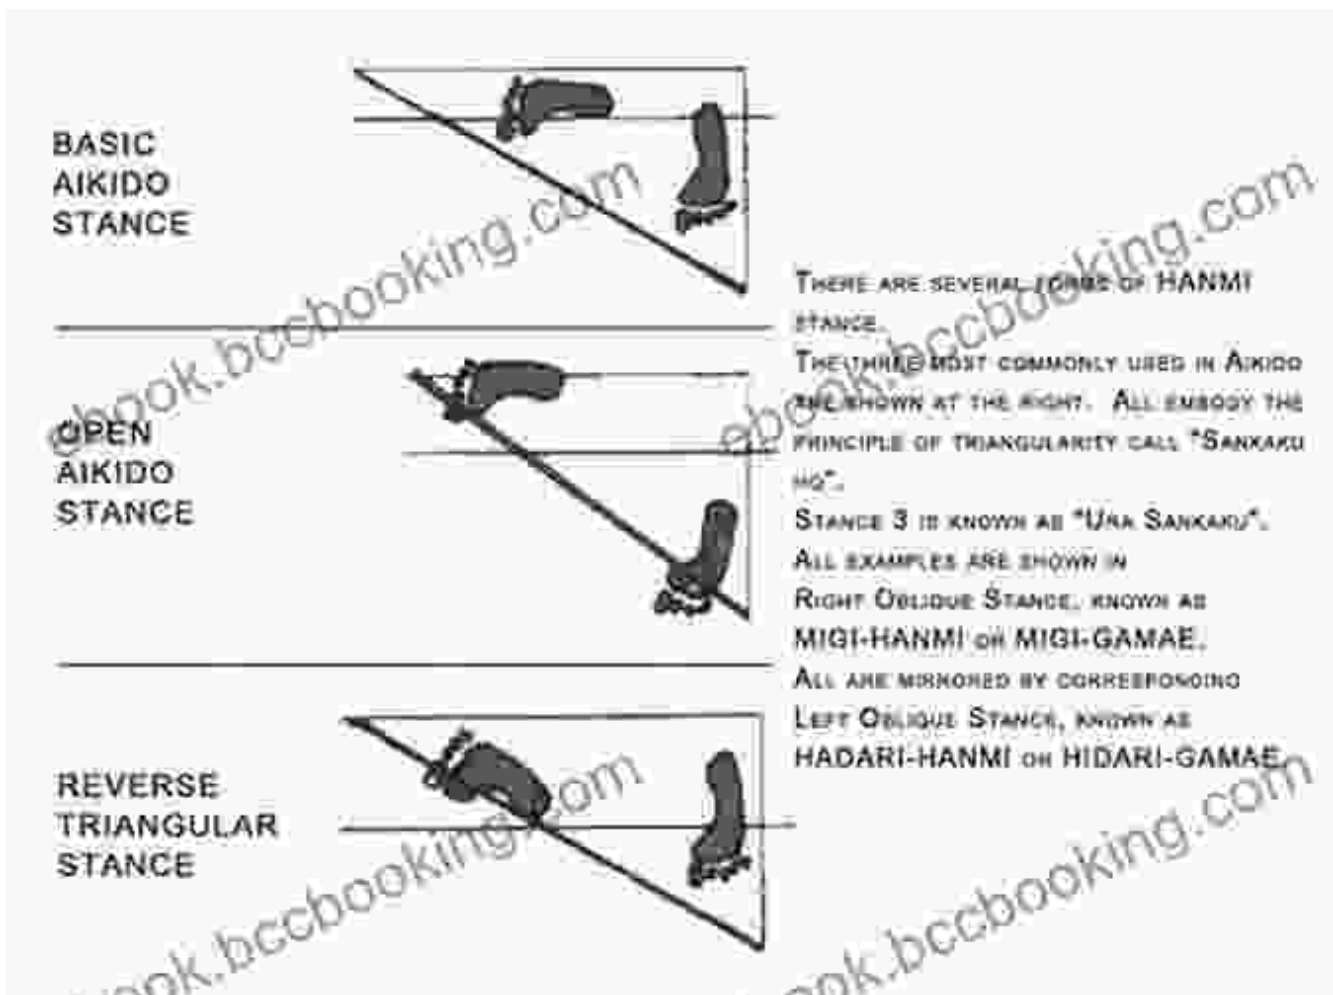 BASIC
AIKIDO
STANCE
OPEN
AIKIDO
STANCE
REVERSE
TRIANGULAR
STANCE
THERE ARE SEVERAL FORMS OF HANMI
STANCE.
THE THREE MOST COMMONLY USED IN AIKIDO
ARE SHOWN AT THE RIGHT. ALL EMBODY THE
PRINCIPLE OF TRIANGULARITY CALL "SANKAKU
HO".
STANCE 3 IS KNOWN AS "URA SANKAKU".
ALL EXAMPLES ARE SHOWN IN
RIGHT OBLIQUE STANCE, KNOWN AS
MIGI-HANMI OR MIGI-GAMAE.
ALL ARE MIRRORED BY CORRESPONDING
LEFT OBLIQUE STANCE, KNOWN AS
HADARI-HANMI OR HIDARI-GAMAE.
ebook.bccbooking.com
ebook.bccbooking.com
ook.bccbooking.com
ook.bccbooking.com